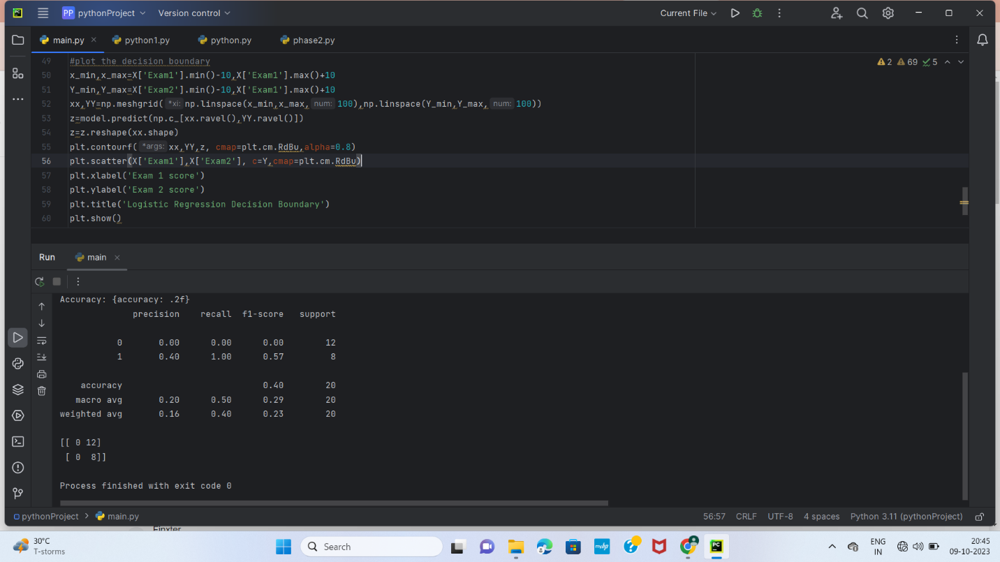 PP pythonProject Version control Current File
main.py python1.py python.py phase2.py
49 #plot the decision boundary
50 x_min,x_max=X['Exam1'].min()-10,X['Exam1'].max()+10
51 Y_min,Y_max=X['Exam2'].min()-10,X['Exam1'].max()+10
52 xx,YY=np.meshgrid( *xi: np.linspace(x_min,x_max, num: 100),np.linspace(Y_min,Y_max, num: 100))
53 z=model.predict(np.c_[xx.ravel(),YY.ravel()])
54 z=z.reshape(xx.shape)
55 plt.contourf( *args: xx,YY,z, cmap=plt.cm.RdBu,alpha=0.8)
56 plt.scatter(X['Exam1'],X['Exam2'], c=Y,cmap=plt.cm.RdBu)
57 plt.xlabel('Exam 1 score')
58 plt.ylabel('Exam 2 score')
59 plt.title('Logistic Regression Decision Boundary')
60 plt.show()
2 69 5
Run main
Accuracy: {accuracy: .2f}
precision recall f1-score support
0 0.00 0.00 0.00 12
1 0.40 1.00 0.57 8
accuracy 0.40 20
macro avg 0.20 0.50 0.29 20
weighted avg 0.16 0.40 0.23 20
[[ 0 12]
[ 0 8]]
Process finished with exit code 0
pythonProject > main.py 56:57 CRLF UTF-8 4 spaces Python 3.11 (pythonProject)
30°C
T-storms
Search
ENG
IN
20:45
09-10-2023